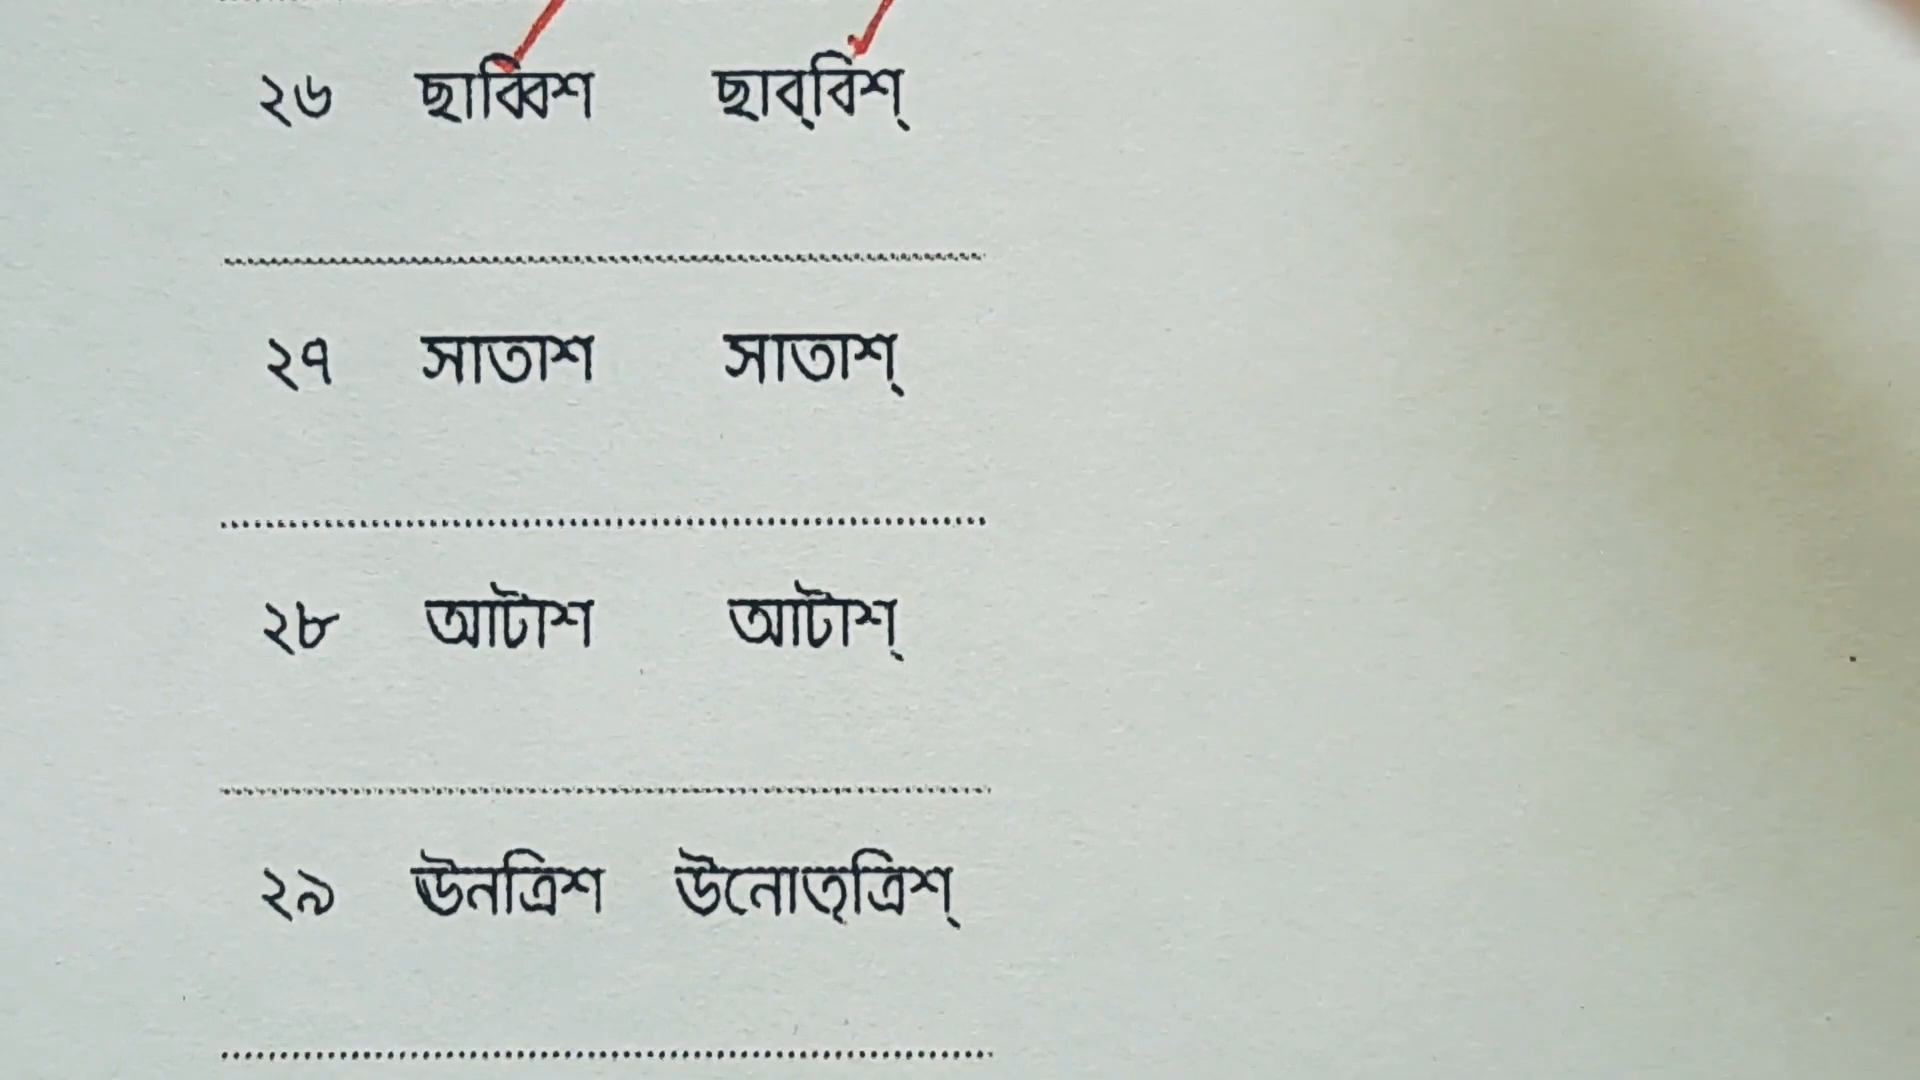 ২৬ ছাব্বিশ ছাব্‌বিশ্
২৭ সাতাশ সাতাশ্
২৮ আটাশ আটাশ্
২৯ ঊনত্রিশ উনোত্‌ত্রিশ্